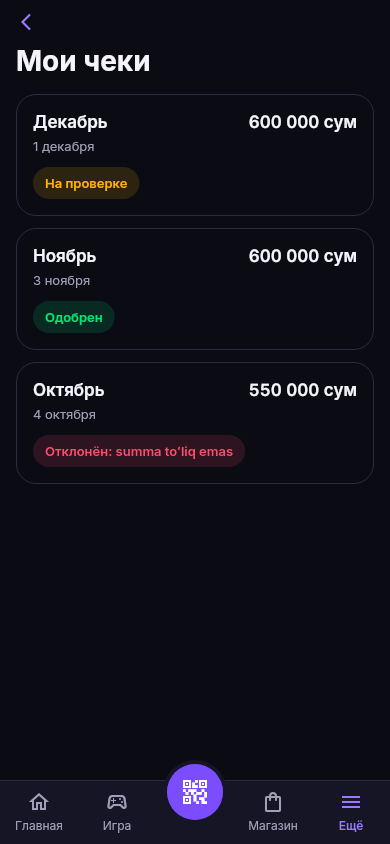 Мои чеки
Декабрь 600 000 сум
1 декабря
На проверке
Ноябрь 600 000 сум
3 ноября
Одобрен
Октябрь 550 000 сум
4 октября
Отклонён: summa to‘liq emas
Главная Игра Магазин Ещё